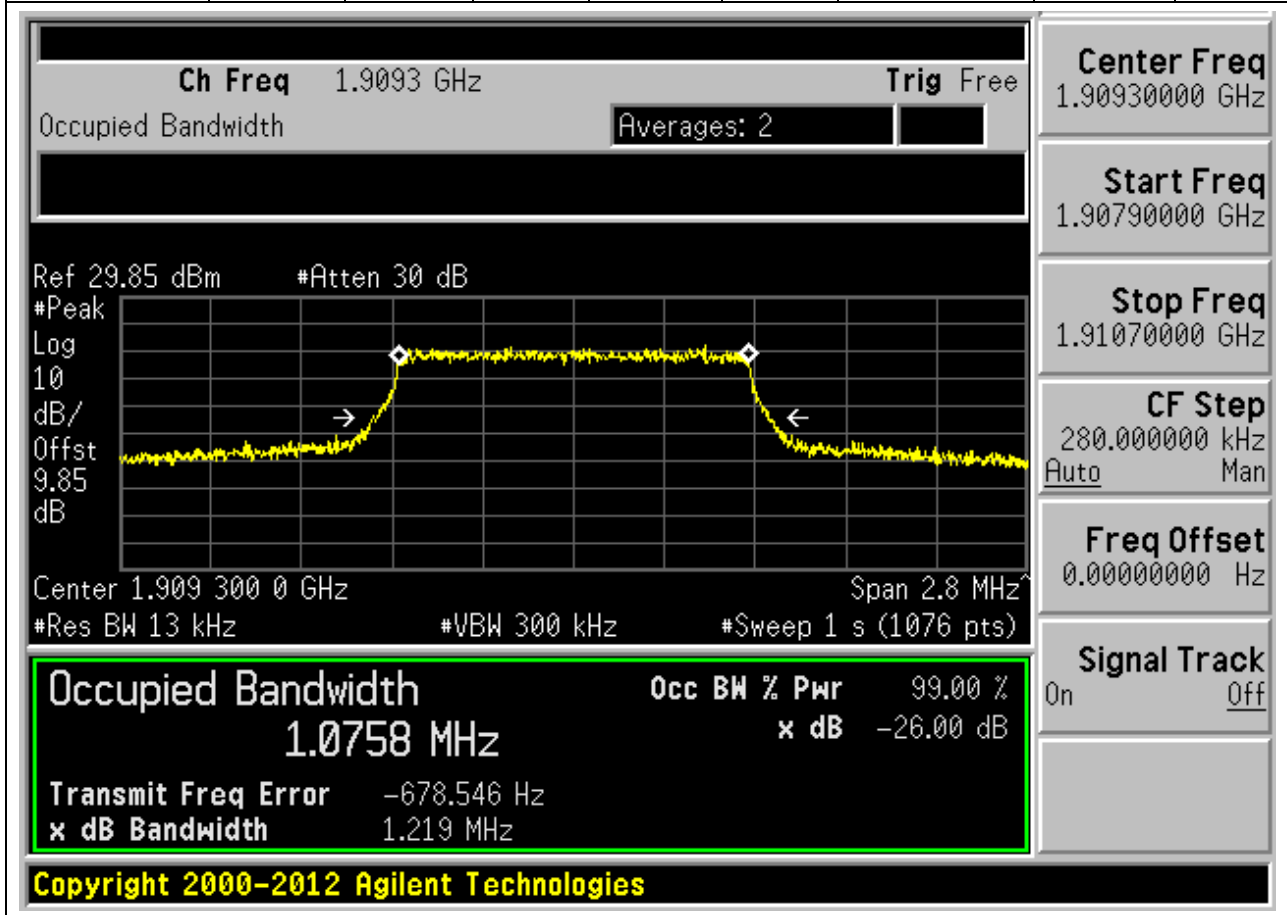 Ch Freq 1.9093 GHz Trig Free
Occupied Bandwidth Averages: 2
Ref 29.85 dBm #Atten 30 dB
#Peak
Log
10
dB/
Offst
9.85
dB
Center 1.909 300 0 GHz Span 2.8 MHz^
#Res BW 13 kHz #VBW 300 kHz #Sweep 1 s (1076 pts)
Occupied Bandwidth Occ BW % Pwr 99.00 %
1.0758 MHz x dB -26.00 dB
Transmit Freq Error -678.546 Hz
x dB Bandwidth 1.219 MHz
Copyright 2000-2012 Agilent Technologies
Center Freq
1.90930000 GHz
Start Freq
1.90790000 GHz
Stop Freq
1.91070000 GHz
CF Step
280.000000 kHz
Auto Man
Freq Offset
0.00000000 Hz
Signal Track
On Off